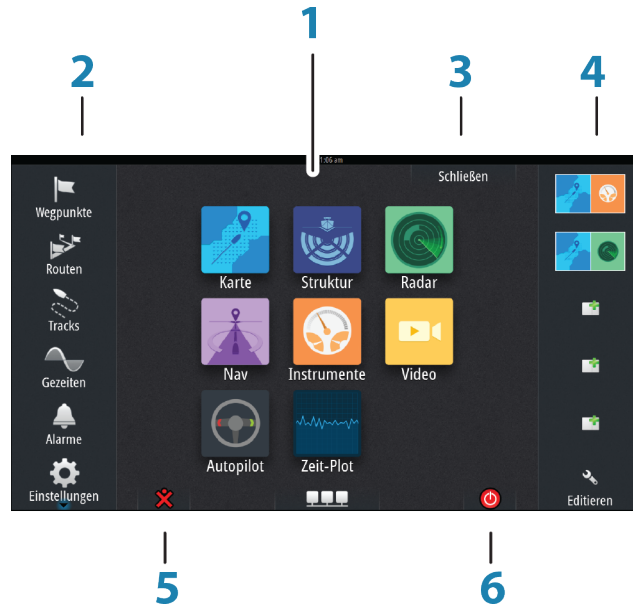 1
2
3
4
1:06 am
Schließen
Wegpunkte
Routen
Tracks
Gezeiten
Alarme
Einstellungen
Karte
Struktur
Radar
Nav
Instrumente
Video
Autopilot
Zeit-Plot
Editieren
5
6